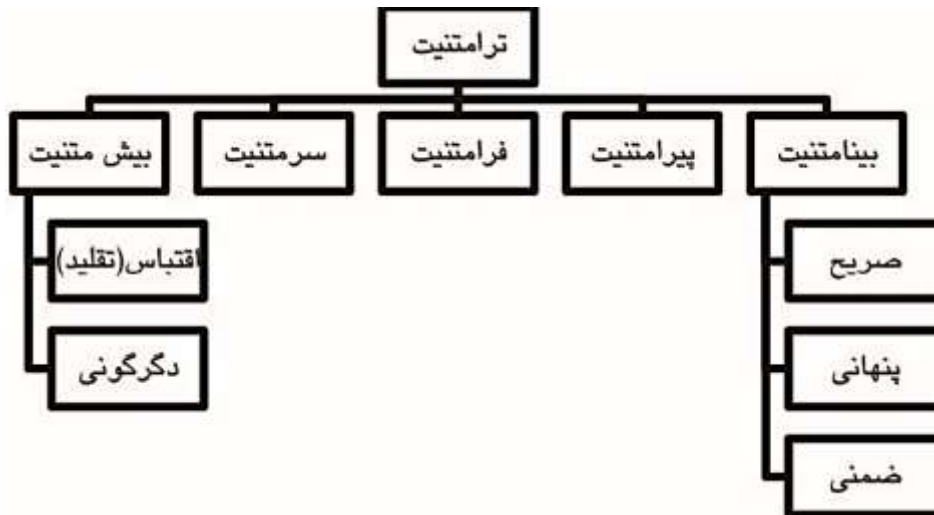 ترامتنیت
بینامتنیت
پیرامتنیت
فرامتنیت
سرمتنیت
بیش متنیت
صریح
پنهانی
ضمنی
اقتباس(تقلید)
دگرگونی